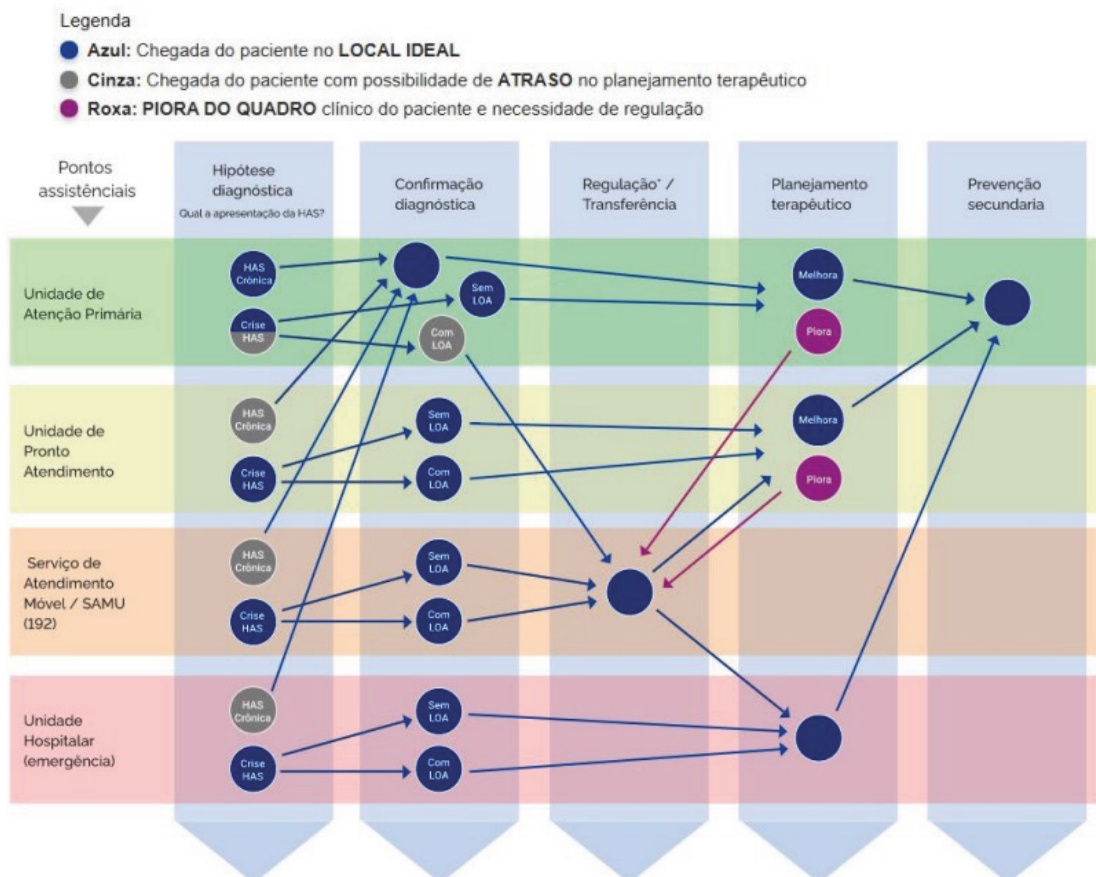 Legenda
Azul: Chegada do paciente no LOCAL IDEAL
Cinza: Chegada do paciente com possibilidade de ATRASO no planejamento terapêutico
Roxa: PIORA DO QUADRO clínico do paciente e necessidade de regulação
Pontos
assistênciais
Hipótese
diagnóstica
Qual a apresentação da HAS?
Confirmação
diagnóstica
Regulação* /
Transferência
Planejamento
terapêutico
Prevenção
secundaria
Unidade de
Atenção Primária
HAS
Crônica
Crise
HAS
Sem
LOA
Com
LOA
Melhora
Piora
Unidade de
Pronto
Atendimento
HAS
Crônica
Crise
HAS
Sem
LOA
Com
LOA
Melhora
Piora
Serviço de
Atendimento
Móvel / SAMU
(192)
HAS
Crônica
Crise
HAS
Sem
LOA
Com
LOA
Unidade
Hospitalar
(emergência)
HAS
Crônica
Crise
HAS
Sem
LOA
Com
LOA